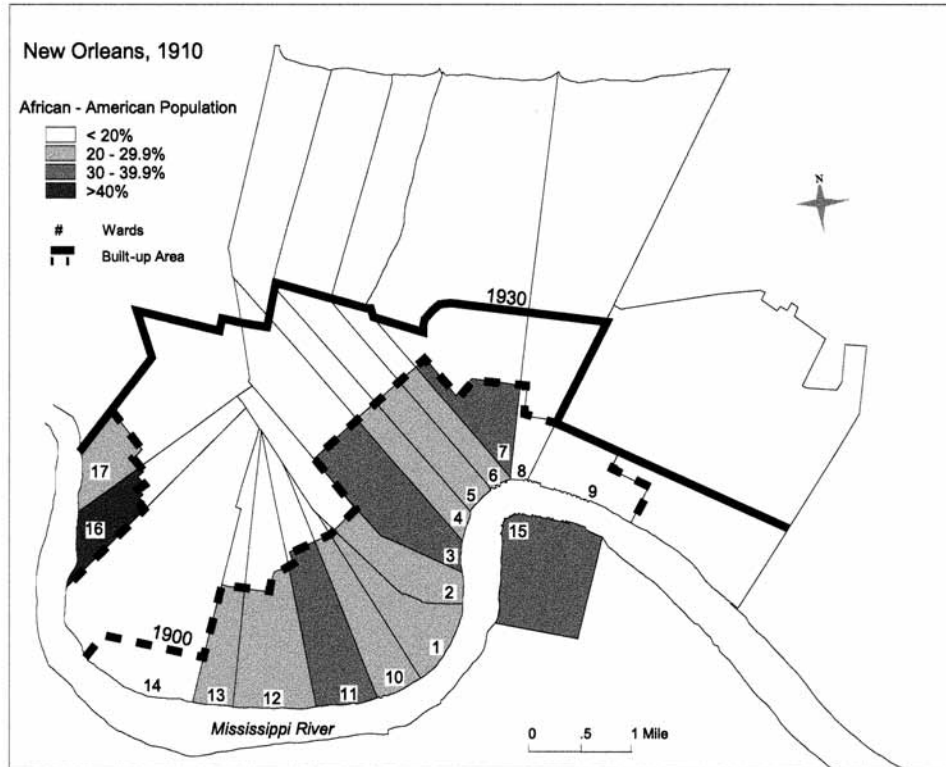 New Orleans, 1910
African - American Population
< 20%
20 - 29.9%
30 - 39.9%
>40%
# Wards
Built-up Area
N
1930
17
16
7
6
8
5
9
4
15
3
2
1900
1
14
13
12
11
10
Mississippi River
0 .5 1 Mile